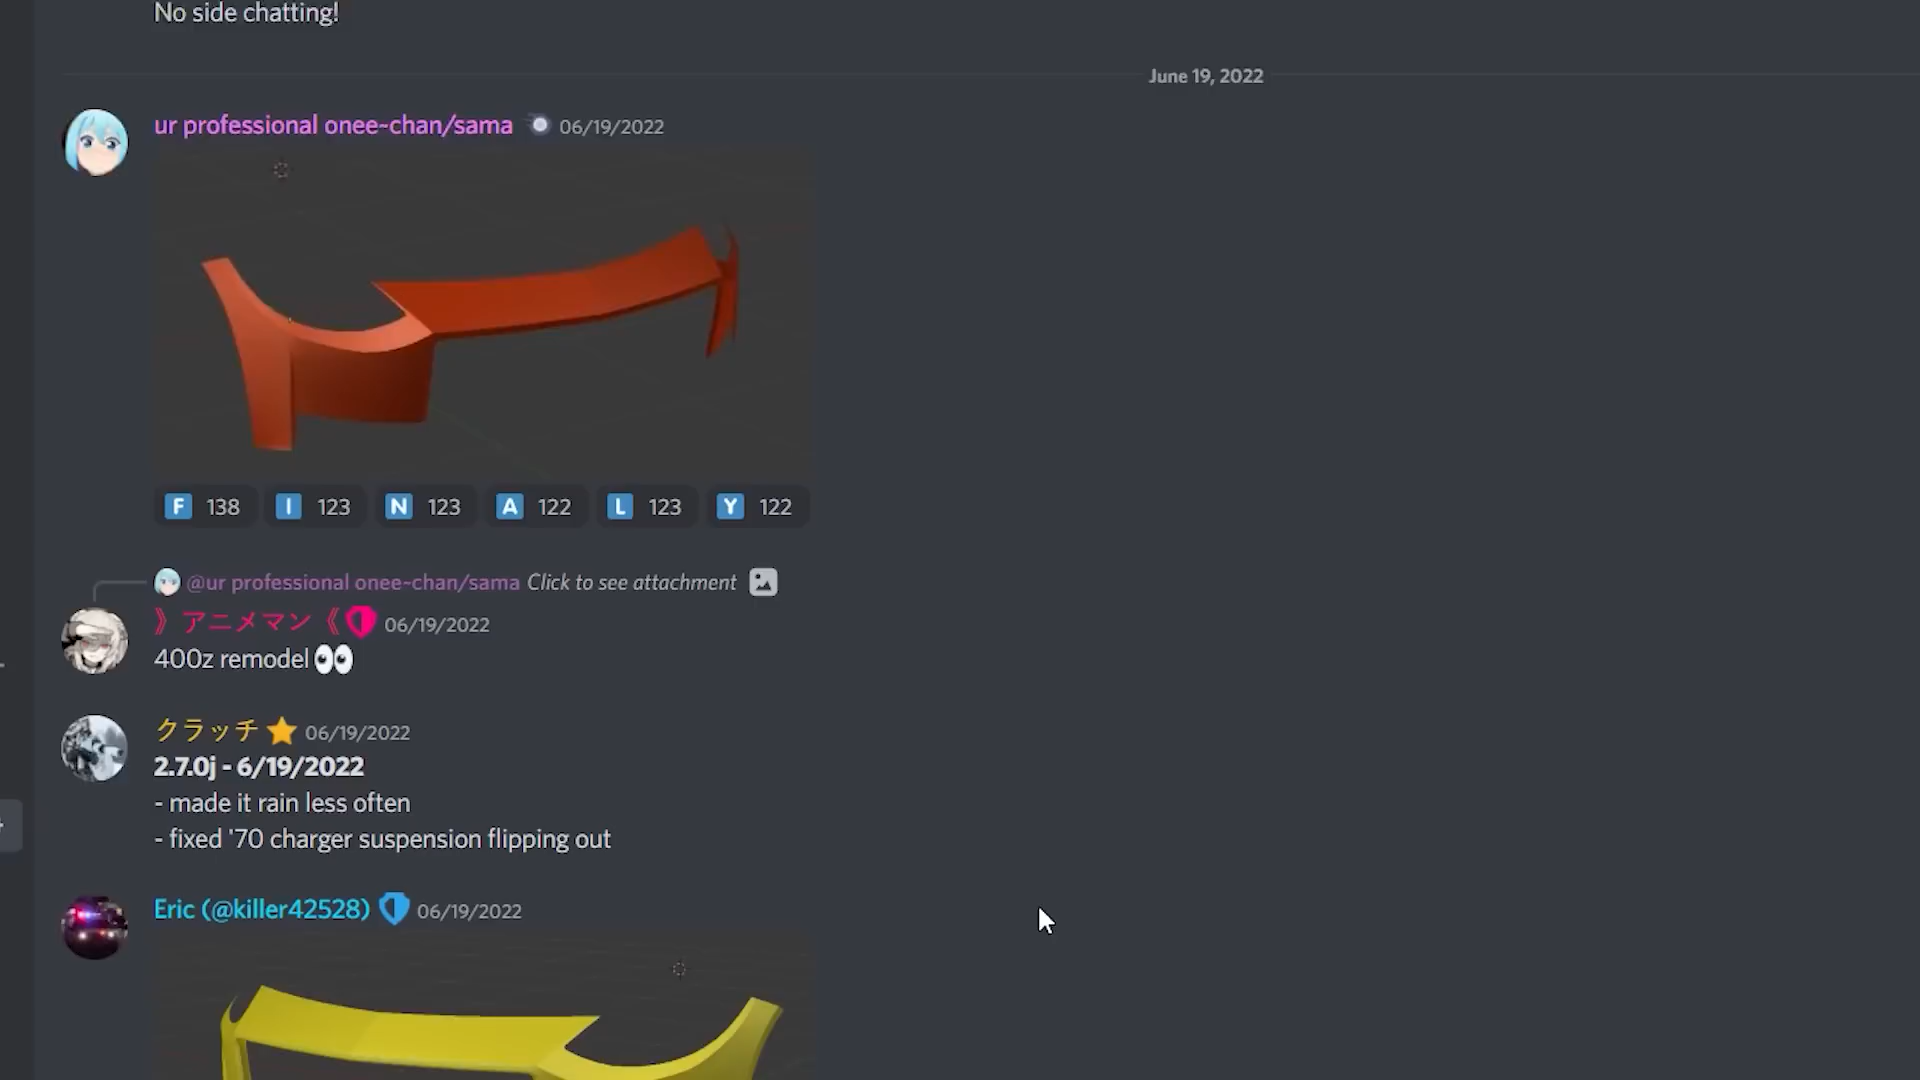 No side chatting!
June 19, 2022
ur professional onee~chan/sama 06/19/2022
F 138 I 123 N 123 A 122 L 123 Y 122
@ur professional onee~chan/sama Click to see attachment
》アニメマン《 06/19/2022
400z remodel 👀
クラッチ ⭐ 06/19/2022
2.7.0j - 6/19/2022
- made it rain less often
- fixed '70 charger suspension flipping out
Eric (@killer42528) 06/19/2022